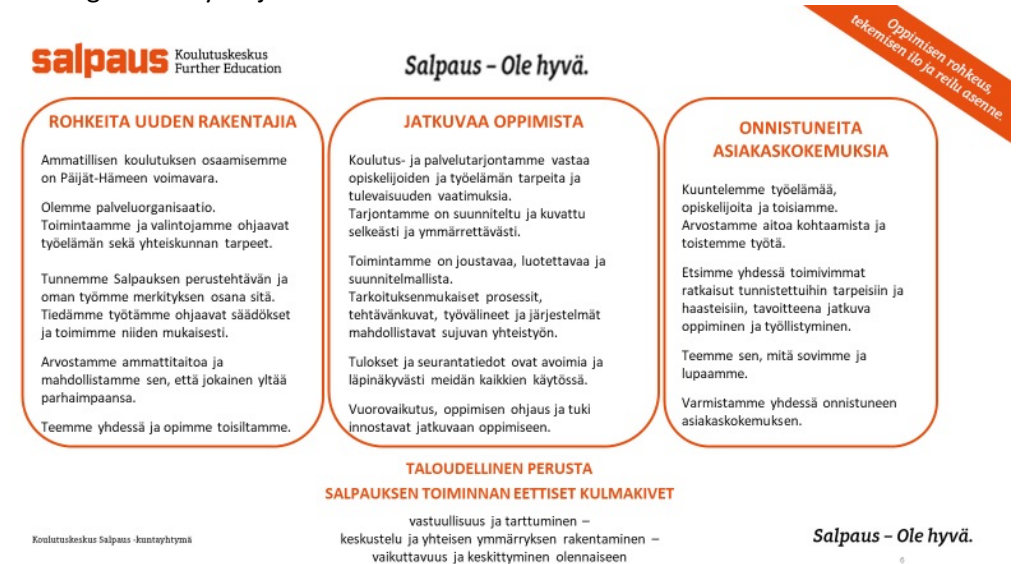 salpaus Koulutuskeskus
Further Education
Salpaus – Ole hyvä.
Oppimisen rohkeus,
tekemisen ilo ja reilu asenne.
ROHKEITA UUDEN RAKENTAJIA
Ammatillisen koulutuksen osaamisemme
on Päijät-Hämeen voimavara.
Olemme palveluorganisaatio.
Toimintaamme ja valintojamme ohjaavat
työelämän sekä yhteiskunnan tarpeet.
Tunnemme Salpauksen perustehtävän ja
oman työmme merkityksen osana sitä.
Tiedämme työtämme ohjaavat säädökset
ja toimimme niiden mukaisesti.
Arvostamme ammattitaitoa ja
mahdollistamme sen, että jokainen yltää
parhaimpaansa.
Teemme yhdessä ja opimme toisiltamme.
JATKUVAA OPPIMISTA
Koulutus- ja palvelutarjontamme vastaa
opiskelijoiden ja työelämän tarpeita ja
tulevaisuuden vaatimuksia.
Tarjontamme on suunniteltu ja kuvattu
selkeästi ja ymmärrettävästi.
Toimintamme on joustavaa, luotettavaa ja
suunnitelmallista.
Tarkoituksenmukaiset prosessit,
tehtävänkuvat, työvälineet ja järjestelmät
mahdollistavat sujuvan yhteistyön.
Tulokset ja seurantatiedot ovat avoimia ja
läpinäkyvästi meidän kaikkien käytössä.
Vuorovaikutus, oppimisen ohjaus ja tuki
innostavat jatkuvaan oppimiseen.
ONNISTUNEITA
ASIAKASKOKEMUKSIA
Kuuntelemme työelämää,
opiskelijoita ja toisiamme.
Arvostamme aitoa kohtaamista ja
toistemme työtä.
Etsimme yhdessä toimivimmat
ratkaisut tunnistettuihin tarpeisiin ja
haasteisiin, tavoitteena jatkuva
oppiminen ja työllistyminen.
Teemme sen, mitä sovimme ja
lupaamme.
Varmistamme yhdessä onnistuneen
asiakaskokemuksen.
TALOUDELLINEN PERUSTA
SALPAUKSEN TOIMINNAN EETTISET KULMAKIVET
vastuullisuus ja tarttuminen –
keskustelu ja yhteisen ymmärryksen rakentaminen –
vaikuttavuus ja keskittyminen olennaiseen
Koulutuskeskus Salpaus -kuntayhtymä
Salpaus – Ole hyvä.
6